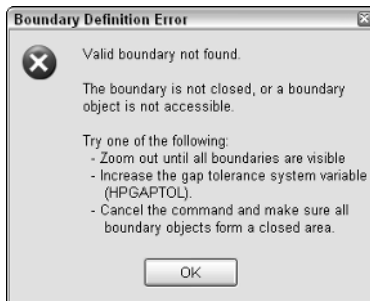 Boundary Definition Error
Valid boundary not found.
The boundary is not closed, or a boundary
object is not accessible.
Try one of the following:
- Zoom out until all boundaries are visible
- Increase the gap tolerance system variable
(HPGAPTOL).
- Cancel the command and make sure all
boundary objects form a closed area.
OK